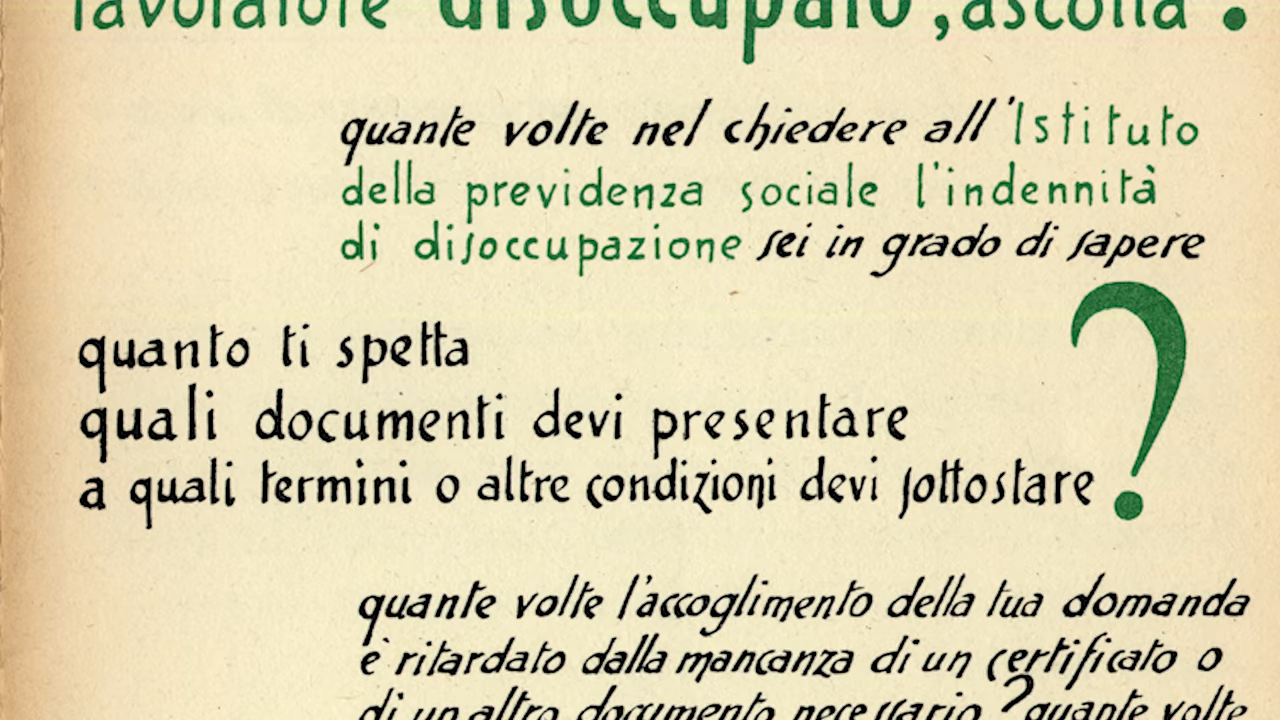 lavoratore disoccupato, ascolta!
quante volte nel chiedere all'Istituto
della previdenza sociale l'indennità
di disoccupazione sei in grado di sapere
quanto ti spetta
quali documenti devi presentare
a quali termini o altre condizioni devi sottostare?
quante volte l'accoglimento della tua domanda
è ritardato dalla mancanza di un certificato o
di un altro documento necessario? quante volte